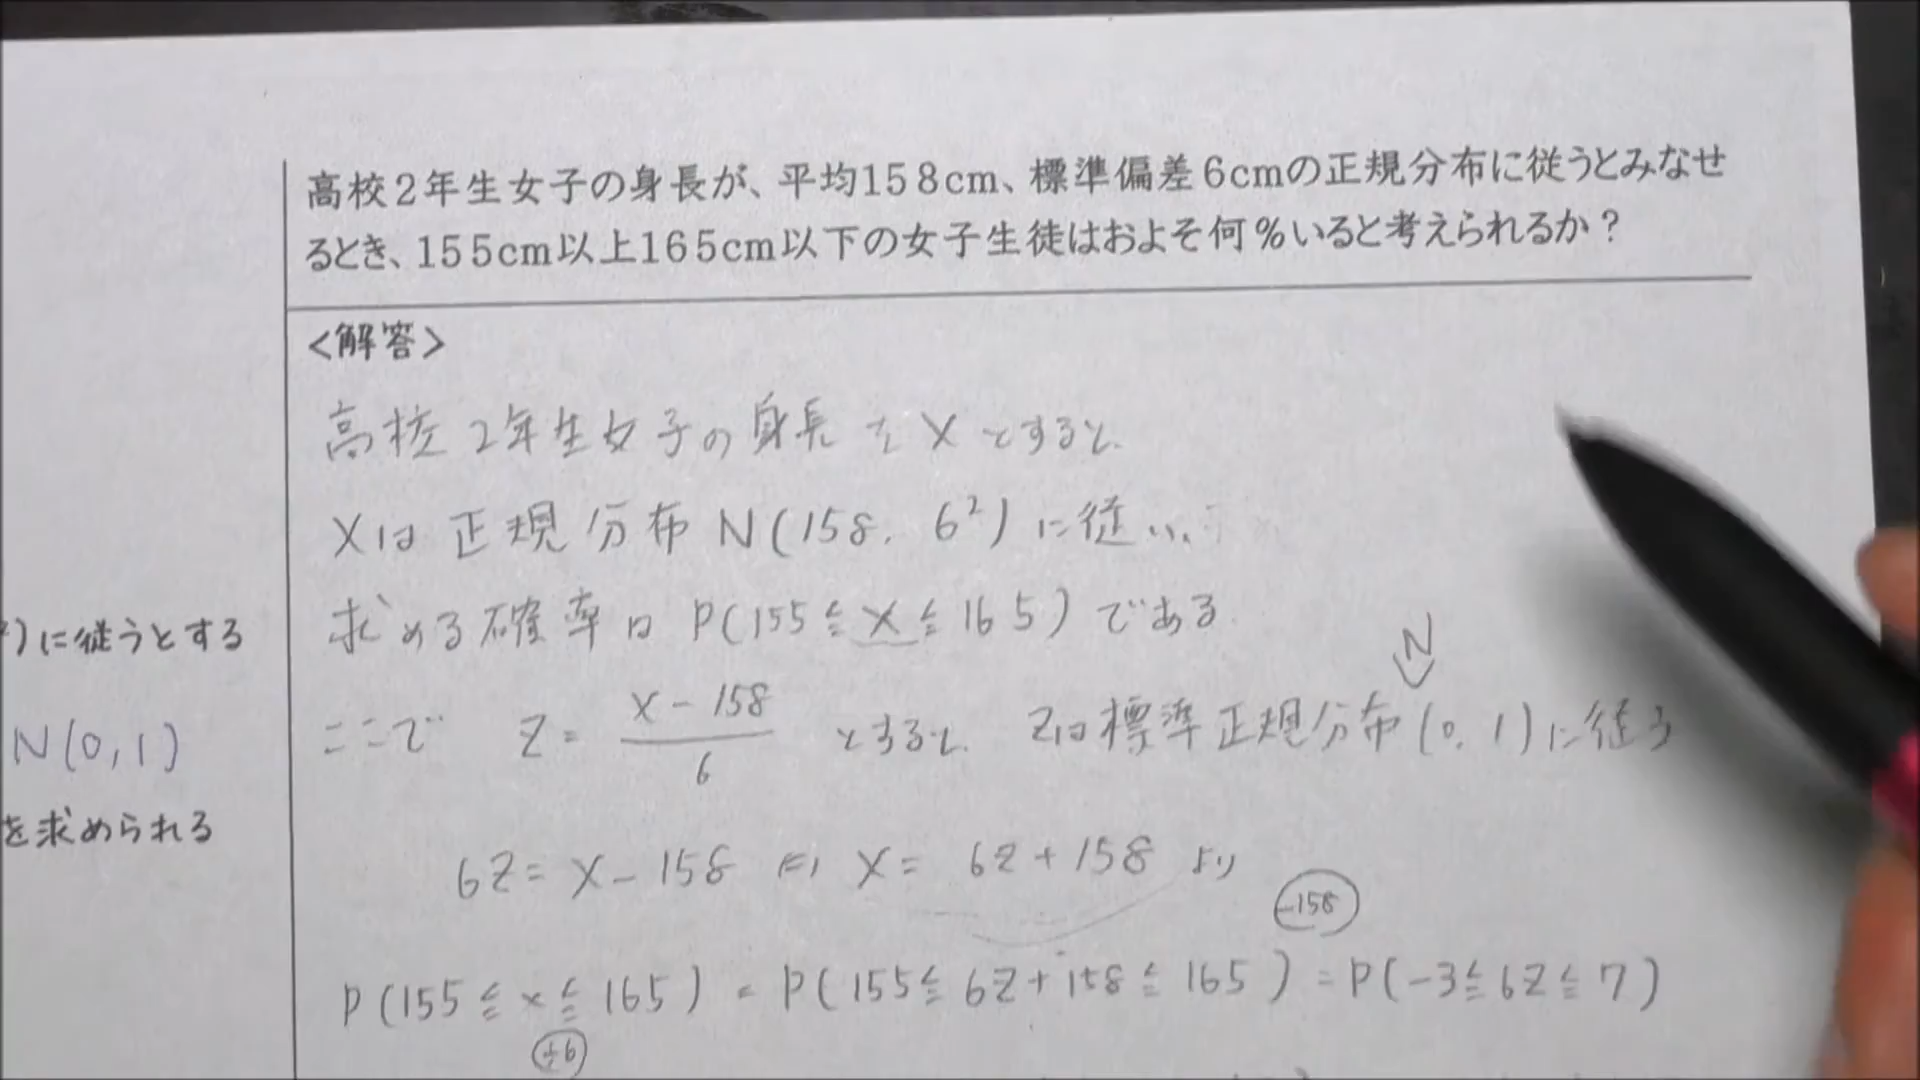 高校2年生女子の身長が、平均158cm、標準偏差6cmの正規分布に従うとみなせ
るとき、155cm以上165cm以下の女子生徒はおよそ何%いると考えられるか?
<解答>
高校2年生女子の身長をXとすると、
Xは正規分布N(158, 6²)に従い、
求める確率はP(155≦X≦165)である
)に従うとする
N
ここで Z = (X-158)/6 とすると、Zは標準正規分布(0, 1)に従う
N(0,1)
を求められる
6Z = X-158 ⇔ X = 6Z+158 より
-158
P(155≦X≦165) = P(155≦6Z+158≦165) = P(-3≦6Z≦7)
÷6